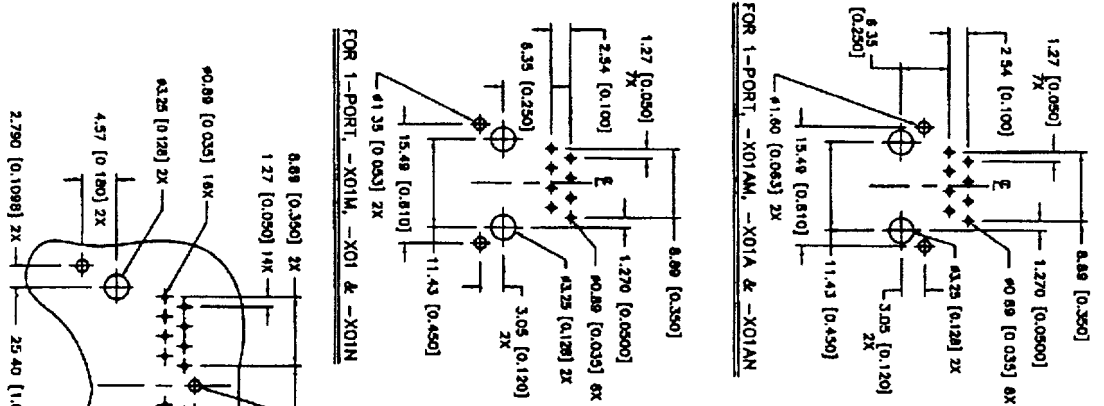 FOR 1-PORT, -X01AM, -X01A & -X01AN
8.89 [0.350]
1.27 [0.050]
7X
2.54 [0.100]
6.35
[0.250]
1.270 [0.0500]
ø0.89 [0.035] 8X
ø3.25 [0.128] 2X
3.05 [0.120]
2X
ø1.60 [0.063] 2X
15.49 [0.610]
11.43 [0.450]
FOR 1-PORT, -X01M, -X01 & -X01N
8.89 [0.350]
1.27 [0.050]
7X
2.54 [0.100]
6.35 [0.250]
1.270 [0.0500]
ø0.89 [0.035] 8X
ø3.25 [0.128] 2X
3.05 [0.120]
2X
ø1.35 [0.053] 2X
15.49 [0.610]
11.43 [0.450]
8.89 [0.350] 2X
1.27 [0.050] 14X
ø0.89 [0.035] 16X
ø3.25 [0.128] 2X
4.57 [0.180] 2X
2.790 [0.1098] 2X
25.40